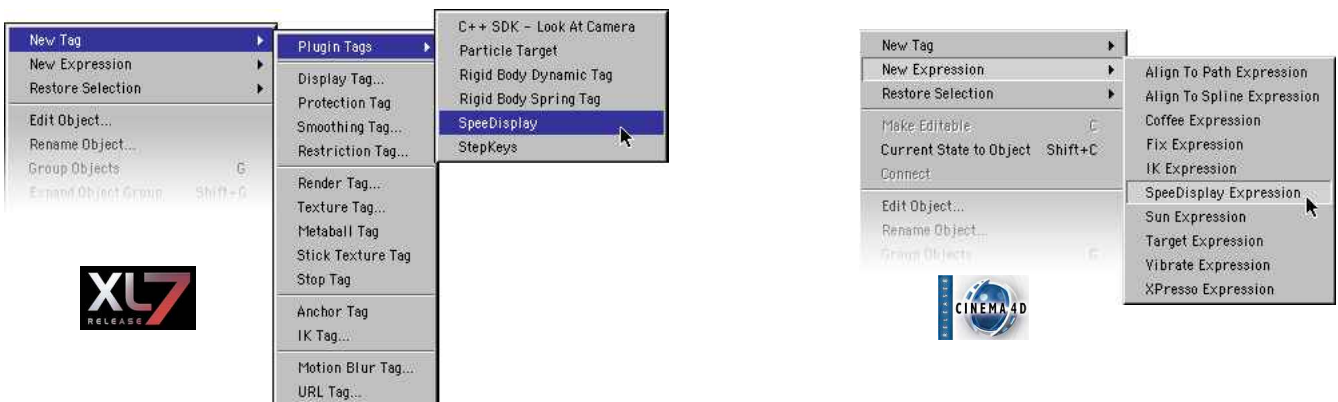 New Tag
New Expression
Restore Selection
Edit Object...
Rename Object...
Group Objects G
Expand Object Group Shift+G
Plugin Tags
Display Tag...
Protection Tag
Smoothing Tag...
Restriction Tag...
Render Tag...
Texture Tag...
Metaball Tag
Stick Texture Tag
Stop Tag
Anchor Tag
IK Tag...
Motion Blur Tag...
URL Tag...
C++ SDK - Look At Camera
Particle Target
Rigid Body Dynamic Tag
Rigid Body Spring Tag
SpeeDisplay
StepKeys
XL7
RELEASE
New Tag
New Expression
Restore Selection
Make Editable C
Current State to Object Shift+C
Connect
Edit Object...
Rename Object...
Group Objects G
Align To Path Expression
Align To Spline Expression
Coffee Expression
Fix Expression
IK Expression
SpeeDisplay Expression
Sun Expression
Target Expression
Vibrate Expression
XPresso Expression
CINEMA 4D